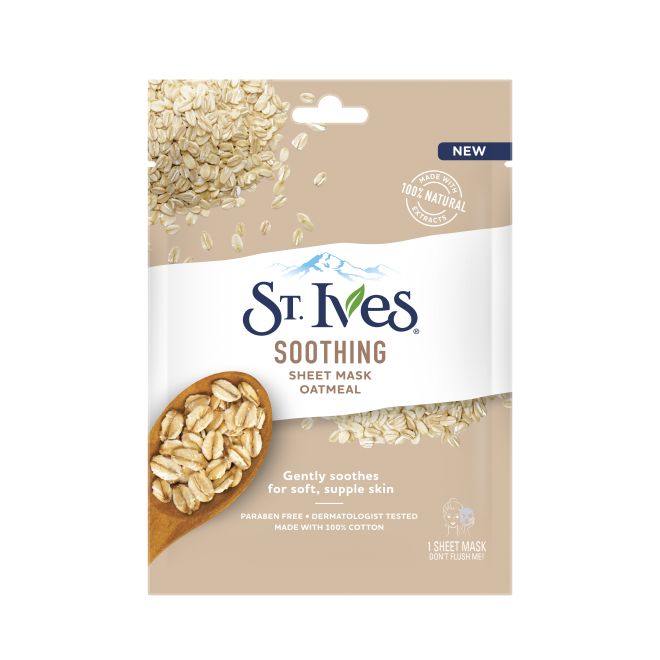 NEW
MADE WITH
100% NATURAL
EXTRACTS
ST. IVES®
SOOTHING
SHEET MASK
OATMEAL
Gently soothes
for soft, supple skin
PARABEN FREE • DERMATOLOGIST TESTED
MADE WITH 100% COTTON
1 SHEET MASK
DON'T FLUSH ME!